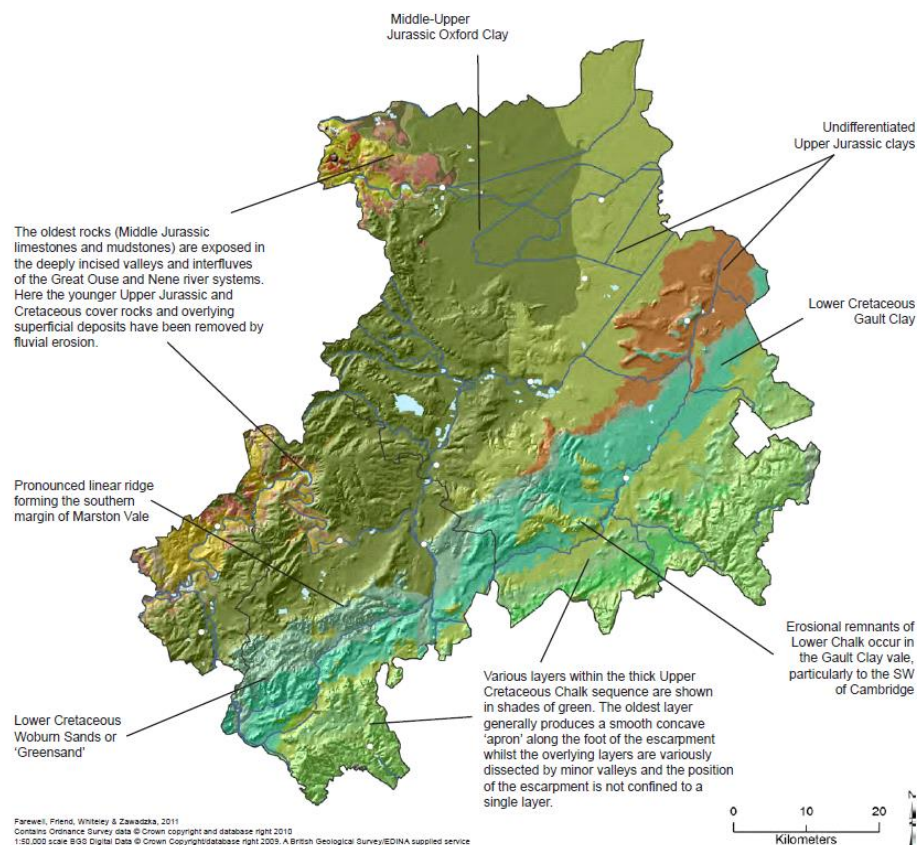 Middle-Upper
Jurassic Oxford Clay
Undifferentiated
Upper Jurassic clays
The oldest rocks (Middle Jurassic
limestones and mudstones) are exposed in
the deeply incised valleys and interfluves
of the Great Ouse and Nene river systems.
Here the younger Upper Jurassic and
Cretaceous cover rocks and overlying
superficial deposits have been removed by
fluvial erosion.
Lower Cretaceous
Gault Clay
Pronounced linear ridge
forming the southern
margin of Marston Vale
Erosional remnants of
Lower Chalk occur in
the Gault Clay vale,
particularly to the SW
of Cambridge
Various layers within the thick Upper
Cretaceous Chalk sequence are shown
in shades of green. The oldest layer
generally produces a smooth concave
'apron' along the foot of the escarpment
whilst the overlying layers are variously
dissected by minor valleys and the position
of the escarpment is not confined to a
single layer.
Lower Cretaceous
Woburn Sands or
'Greensand'
Farewell, Friend, Whiteley & Zawadzka, 2011
Contains Ordnance Survey data © Crown copyright and database right 2010
1:50,000 scale BGS Digital Data © Crown Copyright/database right 2009. A British Geological Survey/EDINA supplied service
0 10 20
Kilometers